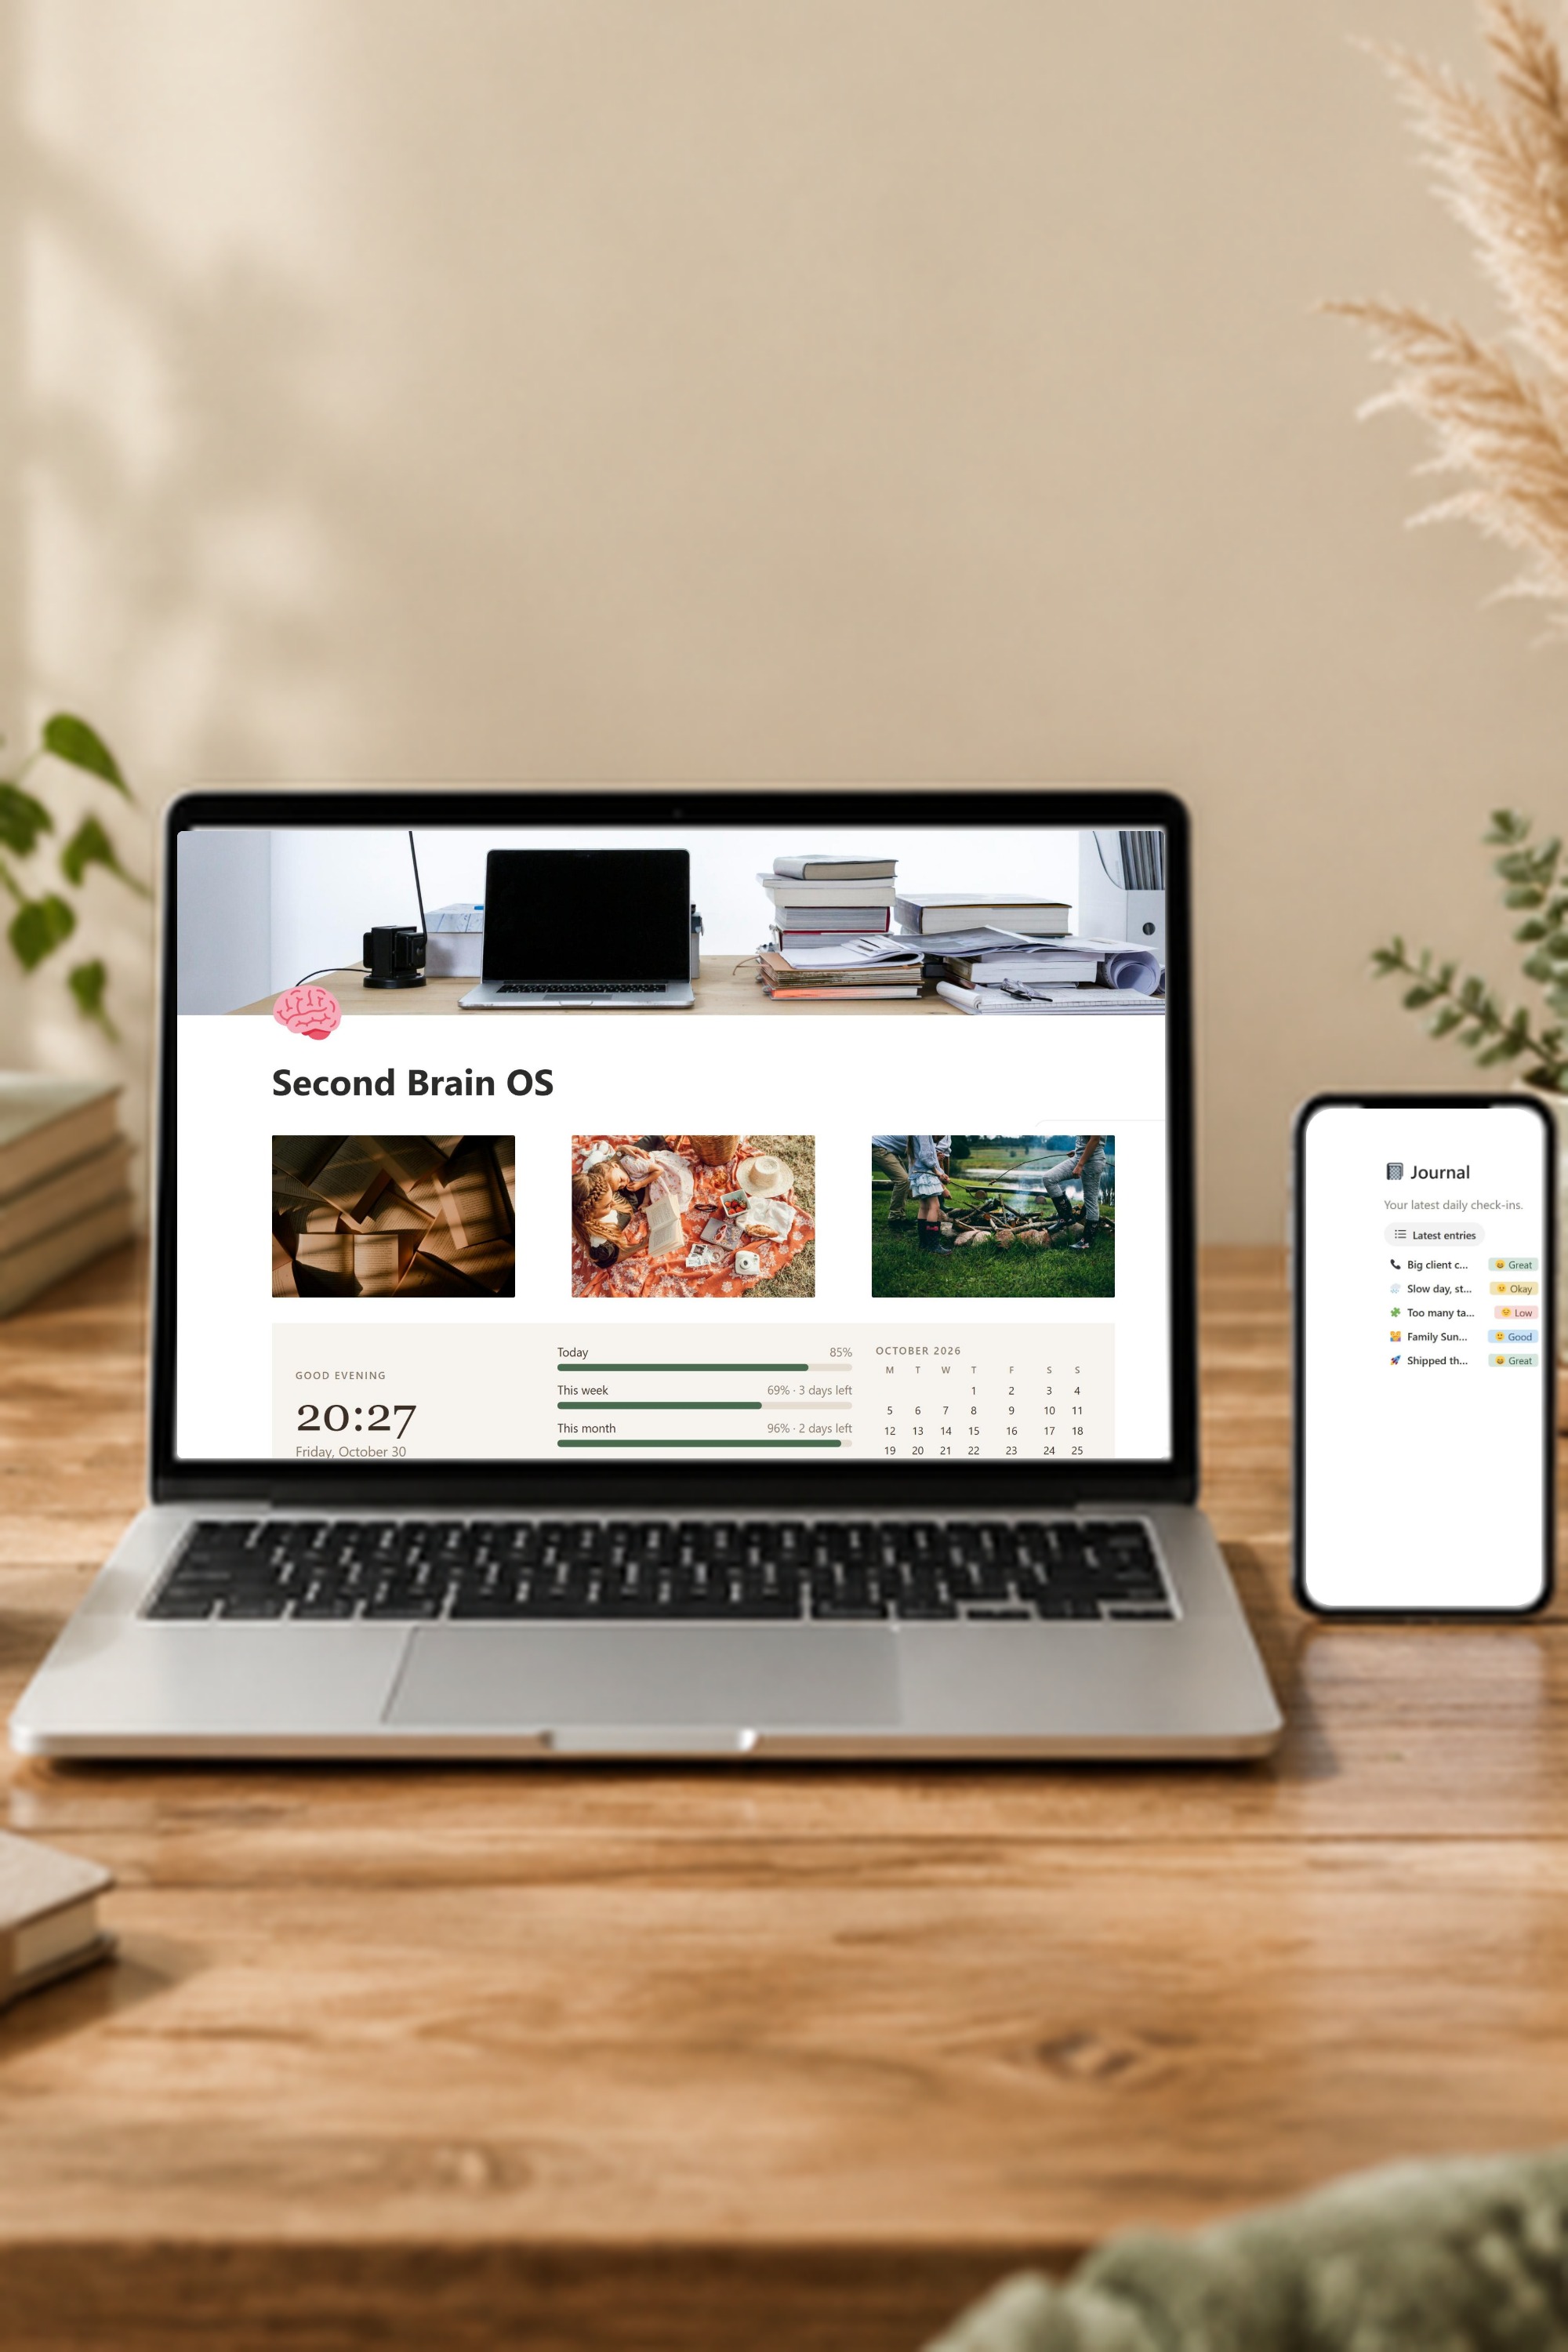 Second Brain OS
GOOD EVENING
20:27
Friday, October 30
Today 85%
This week 69% · 3 days left
This month 96% · 2 days left
OCTOBER 2026
M T W T F S S
1 2 3 4
5 6 7 8 9 10 11
12 13 14 15 16 17 18
19 20 21 22 23 24 25
Journal
Your latest daily check-ins.
Latest entries
Big client c... Great
Slow day, st... Okay
Too many ta... Low
Family Sun... Good
Shipped th... Great